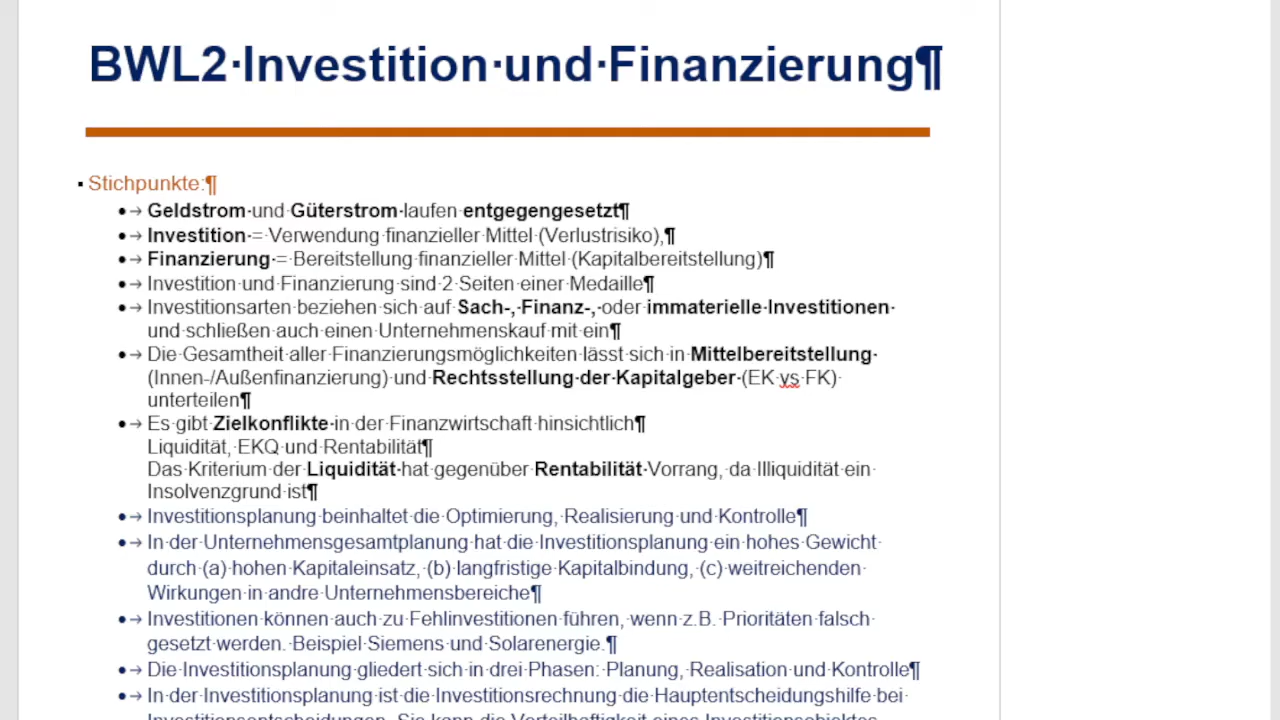 BWL2·Investition·und·Finanzierung¶
▪ Stichpunkte:¶
•→Geldstrom·und·Güterstrom·laufen·entgegengesetzt¶
•→Investition·=·Verwendung·finanzieller·Mittel·(Verlustrisiko),¶
•→Finanzierung·=·Bereitstellung·finanzieller·Mittel·(Kapitalbereitstellung)¶
•→Investition·und·Finanzierung·sind·2·Seiten·einer·Medaille¶
•→Investitionsarten·beziehen·sich·auf·Sach-,·Finanz-,·oder·immaterielle·Investitionen·
und·schließen·auch·einen·Unternehmenskauf·mit·ein¶
•→Die·Gesamtheit·aller·Finanzierungsmöglichkeiten·lässt·sich·in·Mittelbereitstellung·
(Innen-/Außenfinanzierung)·und·Rechtsstellung·der·Kapitalgeber·(EK·vs·FK)·
unterteilen¶
•→Es·gibt·Zielkonflikte·in·der·Finanzwirtschaft·hinsichtlich¶
Liquidität,·EKQ·und·Rentabilität¶
Das·Kriterium·der·Liquidität·hat·gegenüber·Rentabilität·Vorrang,·da·Illiquidität·ein·
Insolvenzgrund·ist¶
•→Investitionsplanung·beinhaltet·die·Optimierung,·Realisierung·und·Kontrolle¶
•→In·der·Unternehmensgesamtplanung·hat·die·Investitionsplanung·ein·hohes·Gewicht·
durch·(a)·hohen·Kapitaleinsatz,·(b)·langfristige·Kapitalbindung,·(c)·weitreichenden·
Wirkungen·in·andre·Unternehmensbereiche¶
•→Investitionen·können·auch·zu·Fehlinvestitionen·führen,·wenn·z.B.·Prioritäten·falsch·
gesetzt·werden.·Beispiel·Siemens·und·Solarenergie.¶
•→Die·Investitionsplanung·gliedert·sich·in·drei·Phasen:·Planung,·Realisation·und·Kontrolle¶
•→In·der·Investitionsplanung·ist·die·Investitionsrechnung·die·Hauptentscheidungshilfe·bei·
Investitionsentscheidungen.·Sie·kann·die·Vorteilhaftigkeit·eines·Investitionsobjektes·